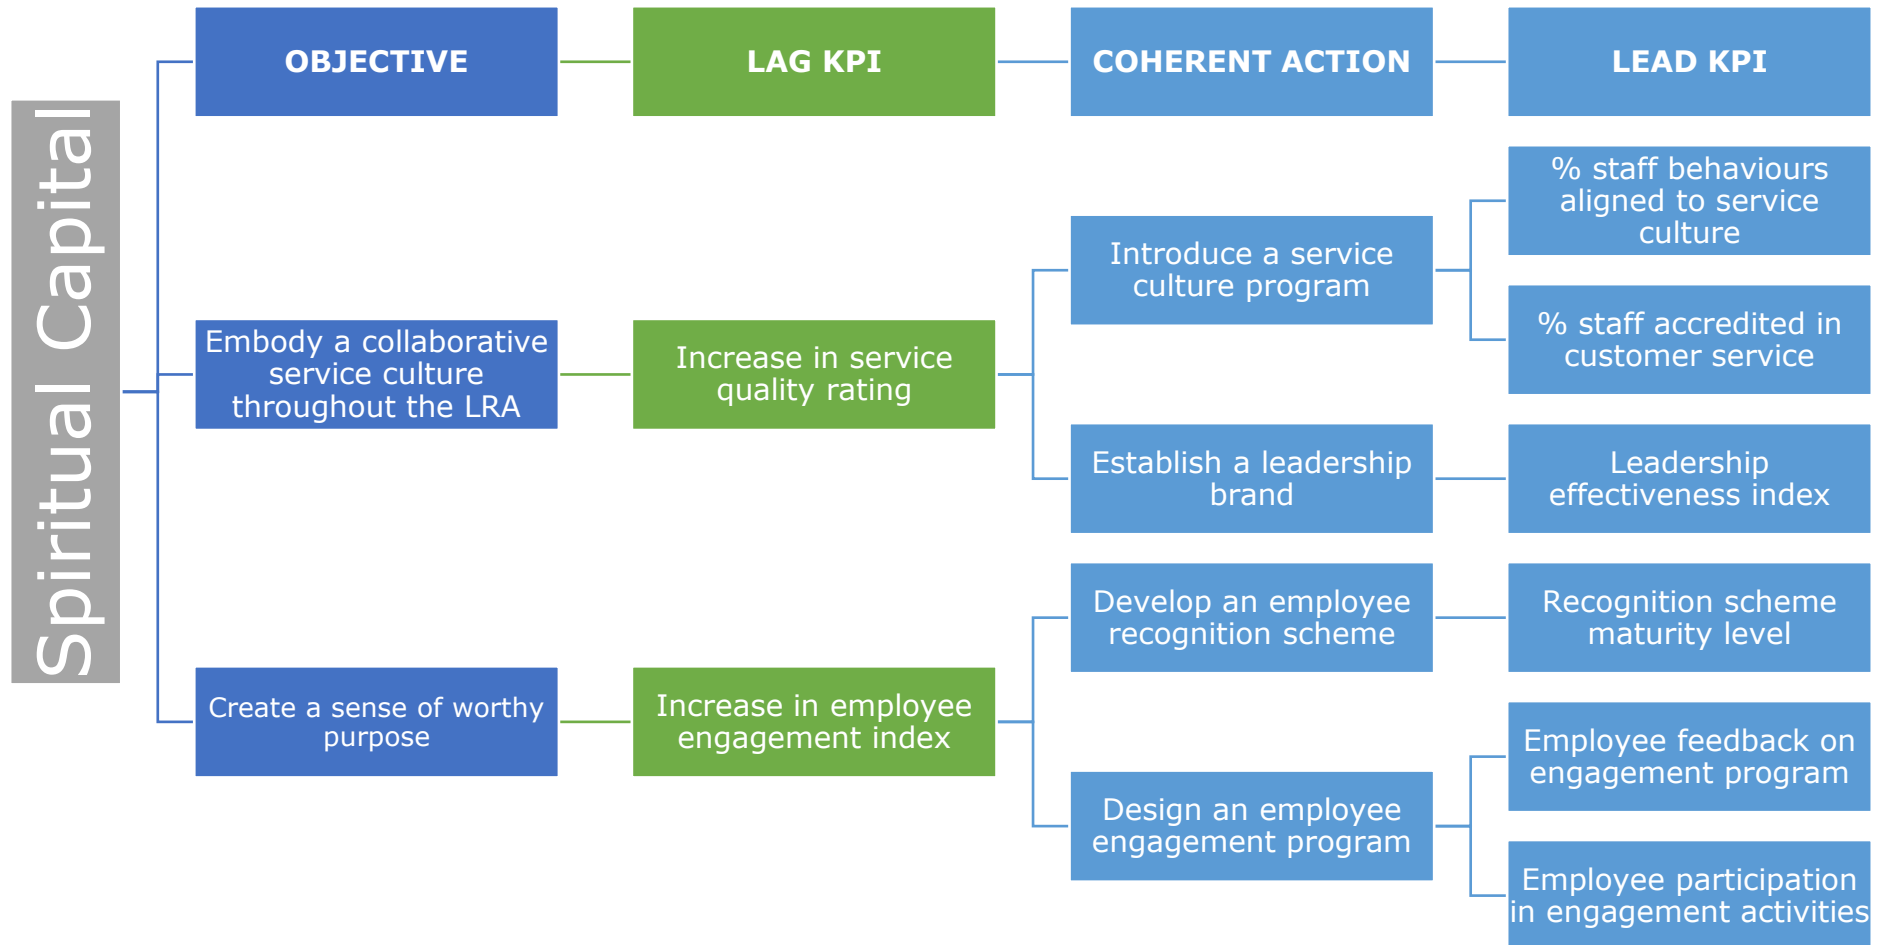 Spiritual Capital
OBJECTIVE
LAG KPI
COHERENT ACTION
LEAD KPI
Embody a collaborative
service culture
throughout the LRA
Increase in service
quality rating
Introduce a service
culture program
% staff behaviours
aligned to service
culture
% staff accredited in
customer service
Establish a leadership
brand
Leadership
effectiveness index
Create a sense of worthy
purpose
Increase in employee
engagement index
Develop an employee
recognition scheme
Recognition scheme
maturity level
Design an employee
engagement program
Employee feedback on
engagement program
Employee participation
in engagement activities